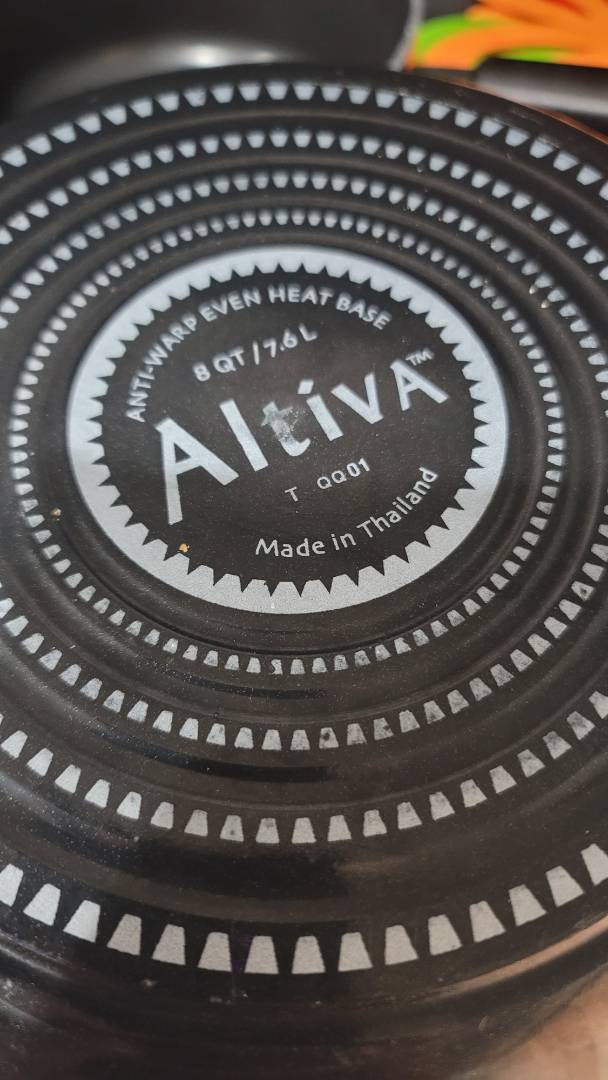 ANTI-WARP EVEN HEAT BASE
8 QT / 7.6 L
AltivA™
T QQ01
Made in Thailand